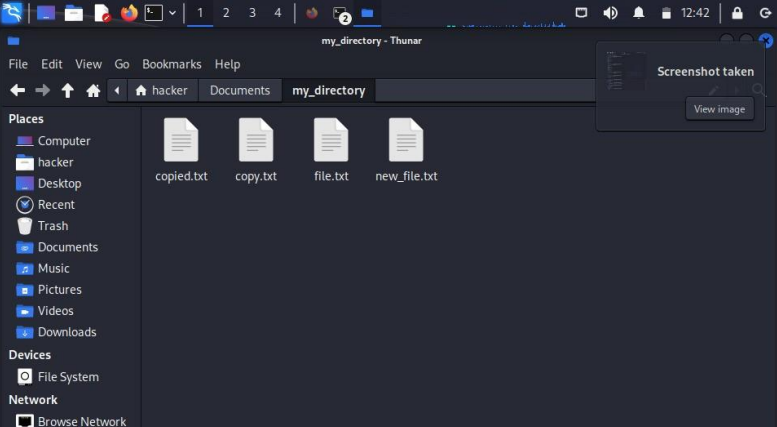 1 2 3 4 2 12:42
my_directory - Thunar
File Edit View Go Bookmarks Help
Screenshot taken
View image
hacker Documents my_directory
Places
Computer
hacker
Desktop
Recent
Trash
Documents
Music
Pictures
Videos
Downloads
Devices
File System
Network
Browse Network
copied.txt copy.txt file.txt new_file.txt